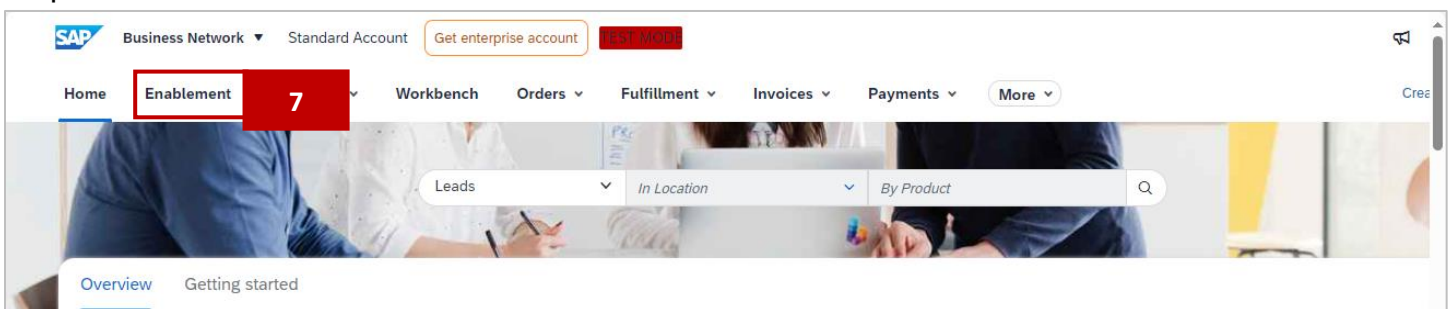 SAP Business Network ▼ Standard Account Get enterprise account TEST MODE
Home Enablement 7 Workbench Orders Fulfillment Invoices Payments More Crea
Leads In Location By Product
Overview Getting started